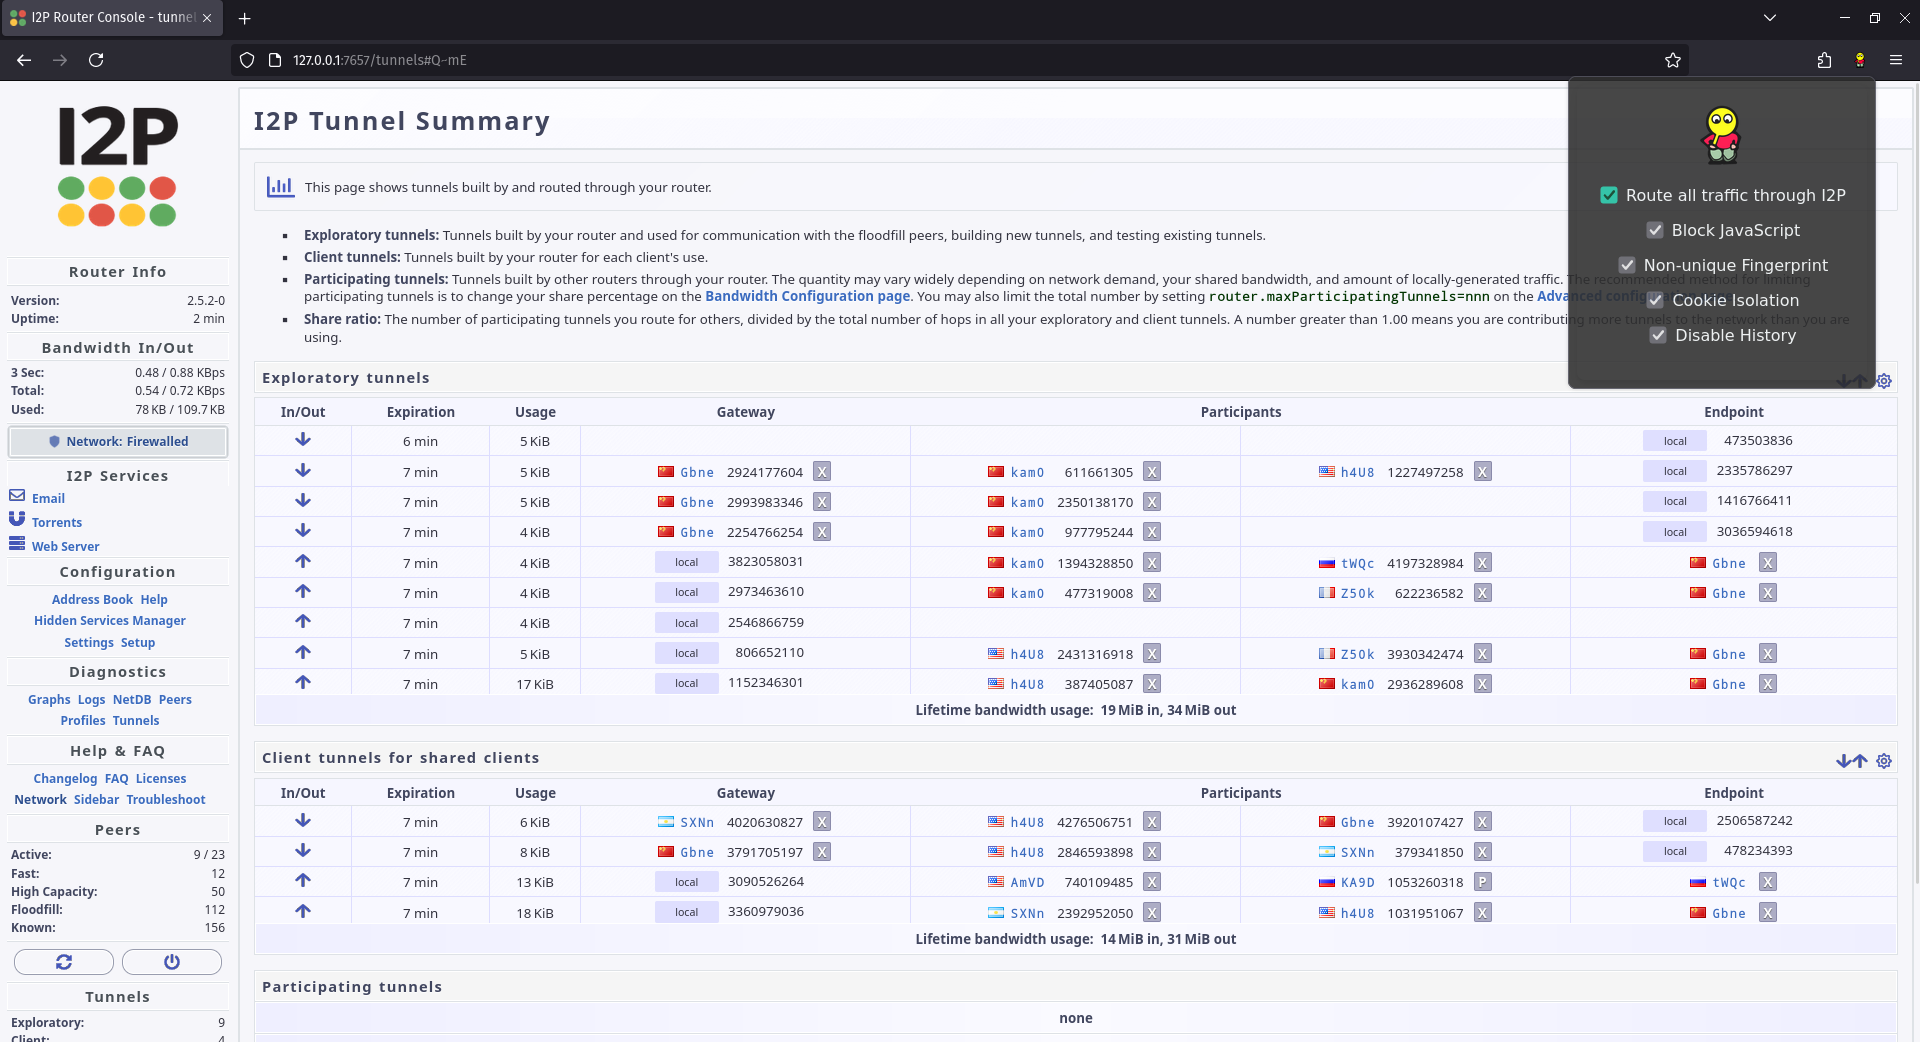 I2P Router Console - tunnel
127.0.0.1:7657/tunnels#Q~mE
I2P
Router Info
Version: 2.5.2-0
Uptime: 2 min
Bandwidth In/Out
3 Sec: 0.48 / 0.88 KBps
Total: 0.54 / 0.72 KBps
Used: 78 KB / 109.7 KB
Network: Firewalled
I2P Services
Email
Torrents
Web Server
Configuration
Address Book Help
Hidden Services Manager
Settings Setup
Diagnostics
Graphs Logs NetDB Peers
Profiles Tunnels
Help & FAQ
Changelog FAQ Licenses
Network Sidebar Troubleshoot
Peers
Active: 9 / 23
Fast: 12
High Capacity: 50
Floodfill: 112
Known: 156
Tunnels
Exploratory: 9
Client: 4
I2P Tunnel Summary
This page shows tunnels built by and routed through your router.
Exploratory tunnels: Tunnels built by your router and used for communication with the floodfill peers, building new tunnels, and testing existing tunnels.
Client tunnels: Tunnels built by your router for each client's use.
Participating tunnels: Tunnels built by other routers through your router. The quantity may vary widely depending on network demand, your shared bandwidth, and amount of locally-generated traffic. The recommended method for limiting
participating tunnels is to change your share percentage on the Bandwidth Configuration page. You may also limit the total number by setting router.maxParticipatingTunnels=nnn on the Advanced
Share ratio: The number of participating tunnels you route for others, divided by the total number of hops in all your exploratory and client tunnels. A number greater than 1.00 means you are contributing more tunnels to the network than you are
using.
Route all traffic through I2P
Block JavaScript
Non-unique Fingerprint
Cookie Isolation
Disable History
Exploratory tunnels
In/Out Expiration Usage Gateway Participants Endpoint
6 min 5 KiB local 473503836
7 min 5 KiB Gbne 2924177604 X kam0 611661305 X h4U8 1227497258 X local 2335786297
7 min 5 KiB Gbne 2993983346 X kam0 2350138170 X local 1416766411
7 min 4 KiB Gbne 2254766254 X kam0 977795244 X local 3036594618
7 min 4 KiB local 3823058031 kam0 1394328850 X tWQc 4197328984 X Gbne X
7 min 4 KiB local 2973463610 kam0 477319008 X Z50k 622236582 X Gbne X
7 min 4 KiB local 2546866759
7 min 5 KiB local 806652110 h4U8 2431316918 X Z50k 3930342474 X Gbne X
7 min 17 KiB local 1152346301 h4U8 387405087 X kam0 2936289608 X Gbne X
Lifetime bandwidth usage: 19 MiB in, 34 MiB out
Client tunnels for shared clients
In/Out Expiration Usage Gateway Participants Endpoint
7 min 6 KiB SXNn 4020630827 X h4U8 4276506751 X Gbne 3920107427 X local 2506587242
7 min 8 KiB Gbne 3791705197 X h4U8 2846593898 X SXNn 379341850 X local 478234393
7 min 13 KiB local 3090526264 AmVD 740109485 X KA9D 1053260318 P tWQc X
7 min 18 KiB local 3360979036 SXNn 2392952050 X h4U8 1031951067 X Gbne X
Lifetime bandwidth usage: 14 MiB in, 31 MiB out
Participating tunnels
none